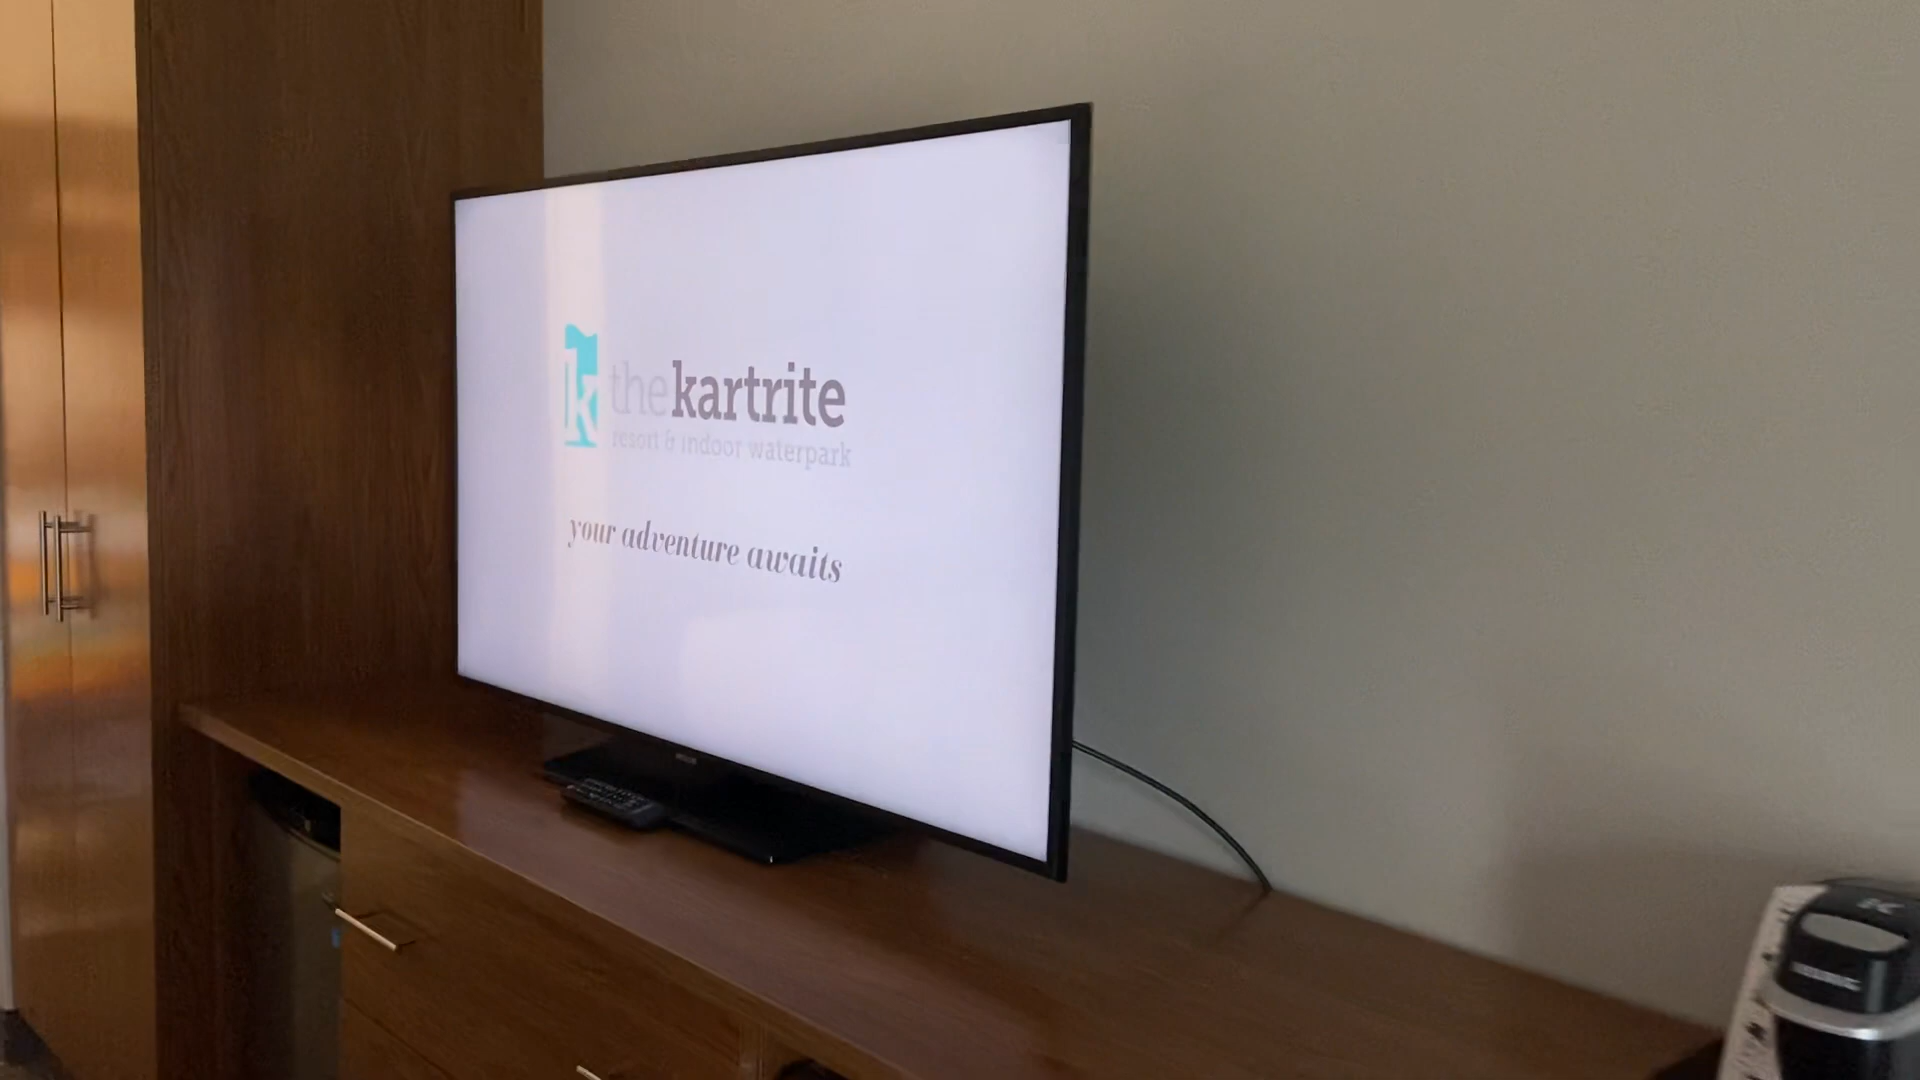 k thekartrite
resort & indoor waterpark
your adventure awaits